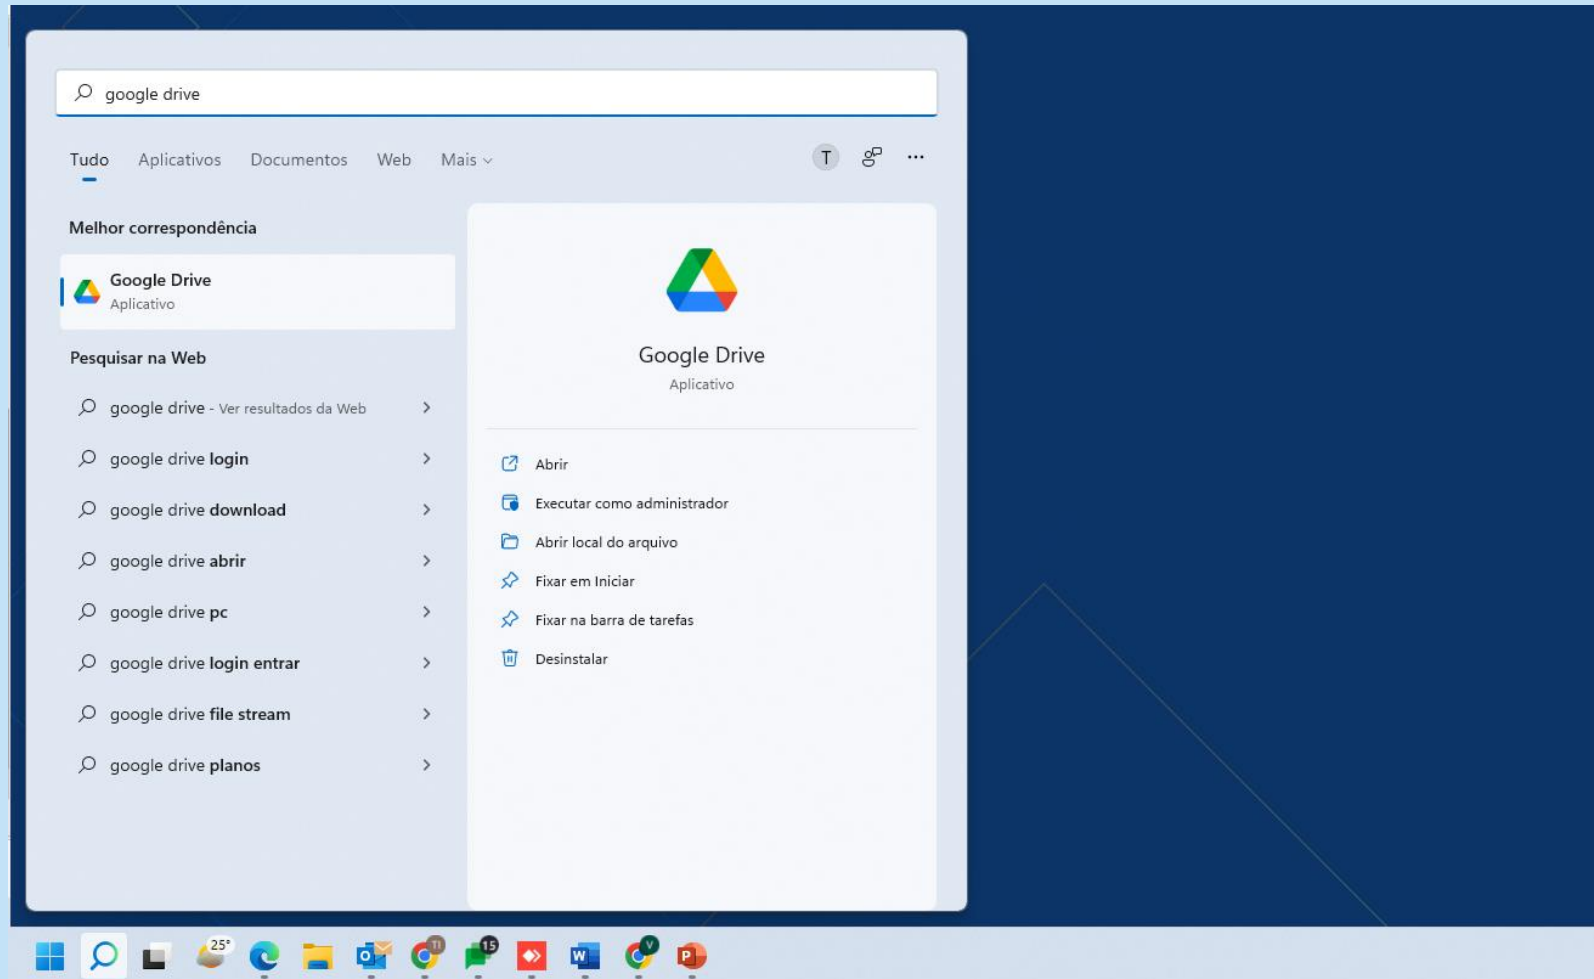 google drive
Tudo Aplicativos Documentos Web Mais
T
Melhor correspondência
Google Drive
Aplicativo
Pesquisar na Web
google drive - Ver resultados da Web
google drive login
google drive download
google drive abrir
google drive pc
google drive login entrar
google drive file stream
google drive planos
Google Drive
Aplicativo
Abrir
Executar como administrador
Abrir local do arquivo
Fixar em Iniciar
Fixar na barra de tarefas
Desinstalar
25° TI 15 V